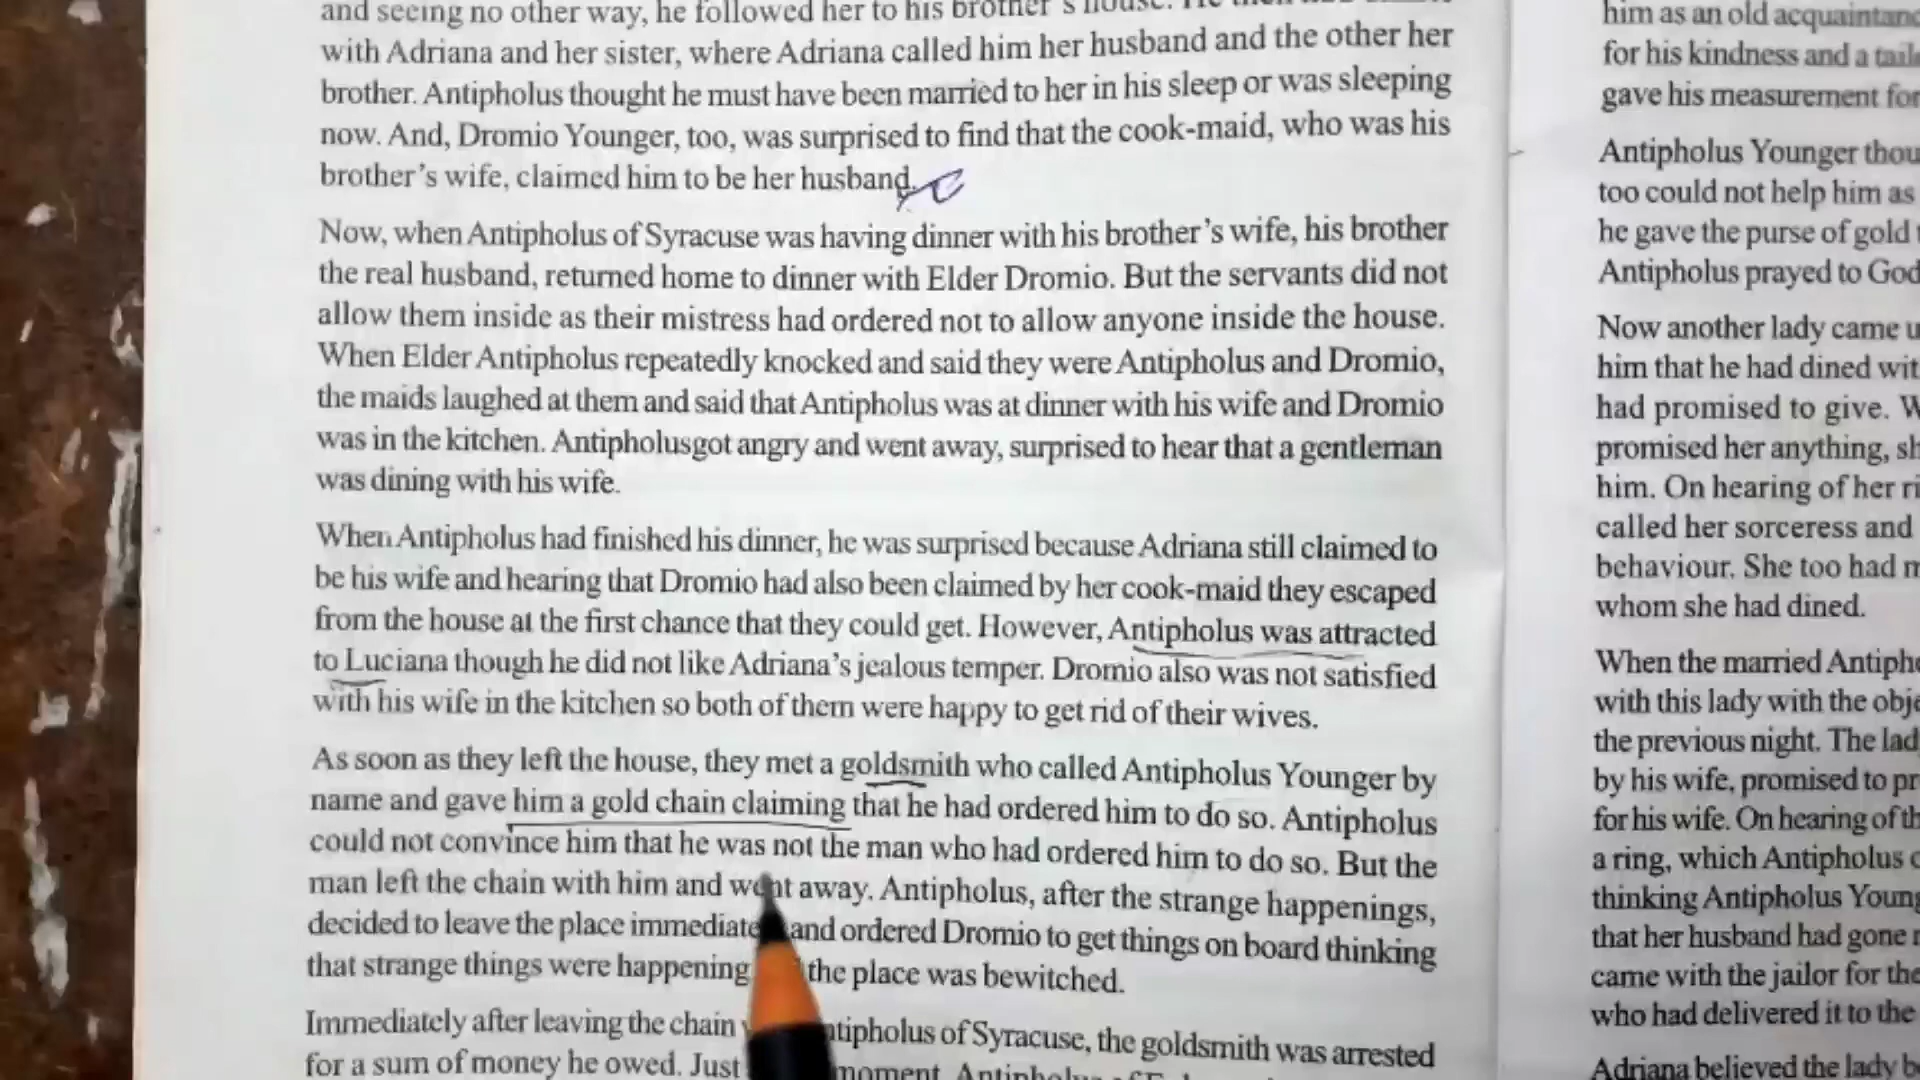 and seeing no other way, he followed her to his brother's house. He then
with Adriana and her sister, where Adriana called him her husband and the other her
brother. Antipholus thought he must have been married to her in his sleep or was sleeping
now. And, Dromio Younger, too, was surprised to find that the cook-maid, who was his
brother's wife, claimed him to be her husband.
Now, when Antipholus of Syracuse was having dinner with his brother's wife, his brother
the real husband, returned home to dinner with Elder Dromio. But the servants did not
allow them inside as their mistress had ordered not to allow anyone inside the house.
When Elder Antipholus repeatedly knocked and said they were Antipholus and Dromio,
the maids laughed at them and said that Antipholus was at dinner with his wife and Dromio
was in the kitchen. Antipholusgot angry and went away, surprised to hear that a gentleman
was dining with his wife.
When Antipholus had finished his dinner, he was surprised because Adriana still claimed to
be his wife and hearing that Dromio had also been claimed by her cook-maid they escaped
from the house at the first chance that they could get. However, Antipholus was attracted
to Luciana though he did not like Adriana's jealous temper. Dromio also was not satisfied
with his wife in the kitchen so both of them were happy to get rid of their wives.
As soon as they left the house, they met a goldsmith who called Antipholus Younger by
name and gave him a gold chain claiming that he had ordered him to do so. Antipholus
could not convince him that he was not the man who had ordered him to do so. But the
man left the chain with him and went away. Antipholus, after the strange happenings,
decided to leave the place immediate and ordered Dromio to get things on board thinking
that strange things were happening the place was bewitched.
Immediately after leaving the chain tipholus of Syracuse, the goldsmith was arrested
for a sum of money he owed. Just moment, Antipholus of
him as an old acquaintanc
for his kindness and a tail
gave his measurement for
Antipholus Younger thou
too could not help him as
he gave the purse of gold
Antipholus prayed to God
Now another lady came u
him that he had dined wit
had promised to give. W
promised her anything, sh
him. On hearing of her ri
called her sorceress and
behaviour. She too had m
whom she had dined.
When the married Antiph
with this lady with the obj
the previous night. The lad
by his wife, promised to pr
for his wife. On hearing of th
a ring, which Antipholus
thinking Antipholus Young
that her husband had gone
came with the jailor for the
who had delivered it to the
Adriana believed the lady b